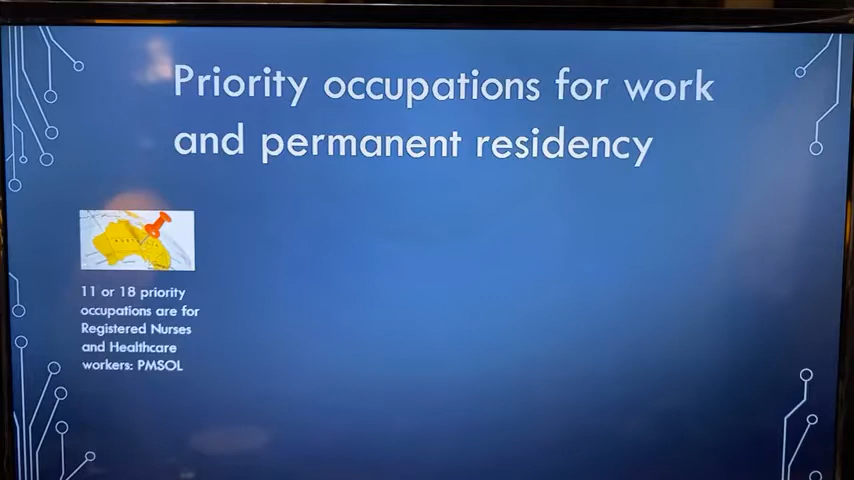 Priority occupations for work
and permanent residency
11 or 18 priority
occupations are for
Registered Nurses
and Healthcare
workers: PMSOL